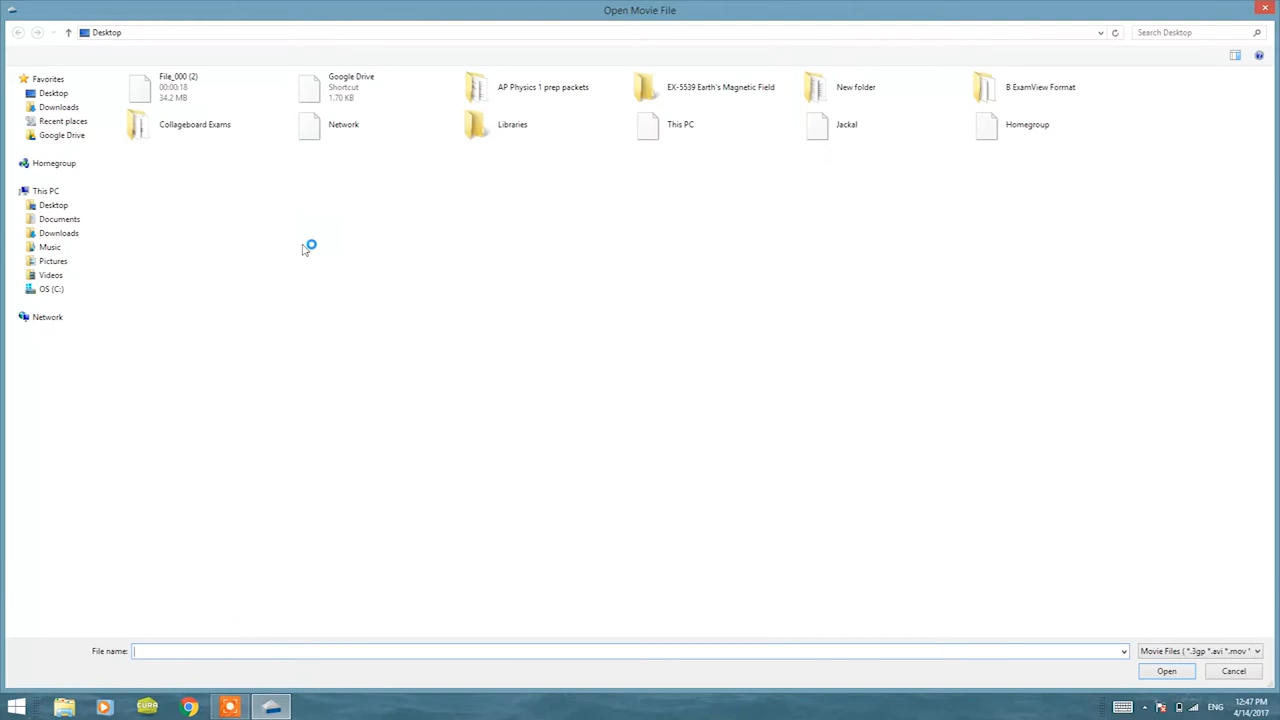 Open Movie File
Desktop
Search Desktop
Favorites
Desktop
Downloads
Recent places
Google Drive
Homegroup
This PC
Desktop
Documents
Downloads
Music
Pictures
Videos
OS (C:)
Network
File_000 (2)
00:00:18
34.2 MB
Google Drive
Shortcut
1.70 KB
AP Physics 1 prep packets
EX-5539 Earth's Magnetic Field
New folder
B ExamView Format
Collageboard Exams
Network
Libraries
This PC
Jackal
Homegroup
File name:
Movie Files ( *.3gp *.avi *.mov *
Open
Cancel
CURA
ENG
12:47 PM
4/14/2017